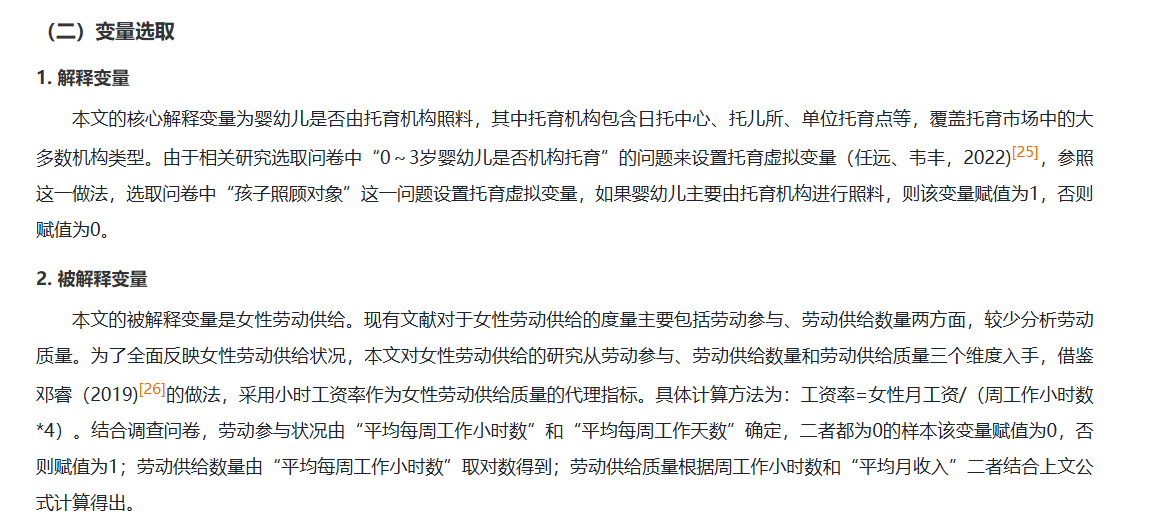 （二）变量选取
1. 解释变量
本文的核心解释变量为婴幼儿是否由托育机构照料，其中托育机构包含日托中心、托儿所、单位托育点等，覆盖托育市场中的大
多数机构类型。由于相关研究选取问卷中“0～3岁婴幼儿是否机构托育”的问题来设置托育虚拟变量（任远、韦丰，2022)[25]，参照
这一做法，选取问卷中“孩子照顾对象”这一问题设置托育虚拟变量，如果婴幼儿主要由托育机构进行照料，则该变量赋值为1，否则
赋值为0。
2. 被解释变量
本文的被解释变量是女性劳动供给。现有文献对于女性劳动供给的度量主要包括劳动参与、劳动供给数量两方面，较少分析劳动
质量。为了全面反映女性劳动供给状况，本文对女性劳动供给的研究从劳动参与、劳动供给数量和劳动供给质量三个维度入手，借鉴
邓睿（2019)[26]的做法，采用小时工资率作为女性劳动供给质量的代理指标。具体计算方法为：工资率=女性月工资/（周工作小时数
*4）。结合调查问卷，劳动参与状况由“平均每周工作小时数”和“平均每周工作天数”确定，二者都为0的样本该变量赋值为0，否
则赋值为1；劳动供给数量由“平均每周工作小时数”取对数得到；劳动供给质量根据周工作小时数和“平均月收入”二者结合上文公
式计算得出。